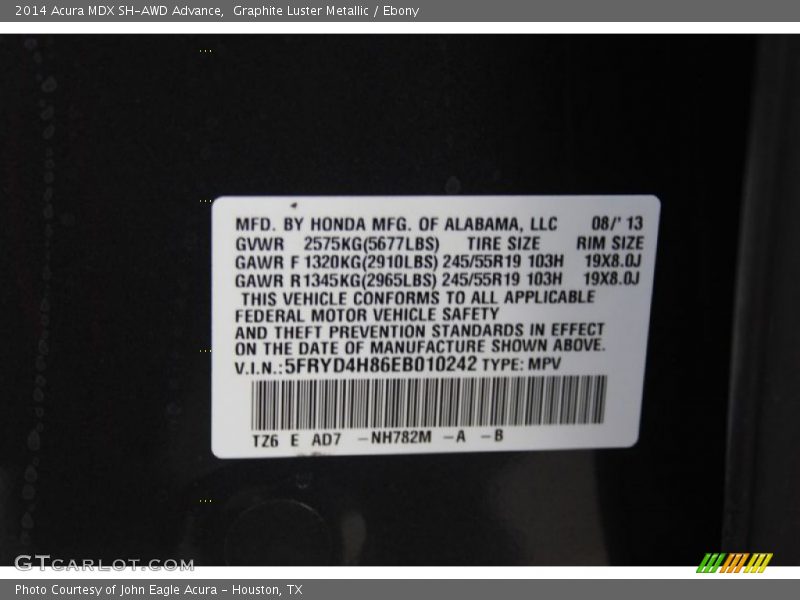 2014 Acura MDX SH-AWD Advance,  Graphite Luster Metallic / Ebony
MFD. BY HONDA MFG. OF ALABAMA, LLC 08/' 13
GVWR 2575KG(5677LBS) TIRE SIZE RIM SIZE
GAWR F 1320KG(2910LBS) 245/55R19 103H 19X8.0J
GAWR R 1345KG(2965LBS) 245/55R19 103H 19X8.0J
THIS VEHICLE CONFORMS TO ALL APPLICABLE
FEDERAL MOTOR VEHICLE SAFETY
AND THEFT PREVENTION STANDARDS IN EFFECT
ON THE DATE OF MANUFACTURE SHOWN ABOVE.
V.I.N.: 5FRYD4H86EB010242 TYPE: MPV
TZ6 E AD7 -NH782M -A -B
GTCARLOT.COM
Photo Courtesy of John Eagle Acura - Houston, TX